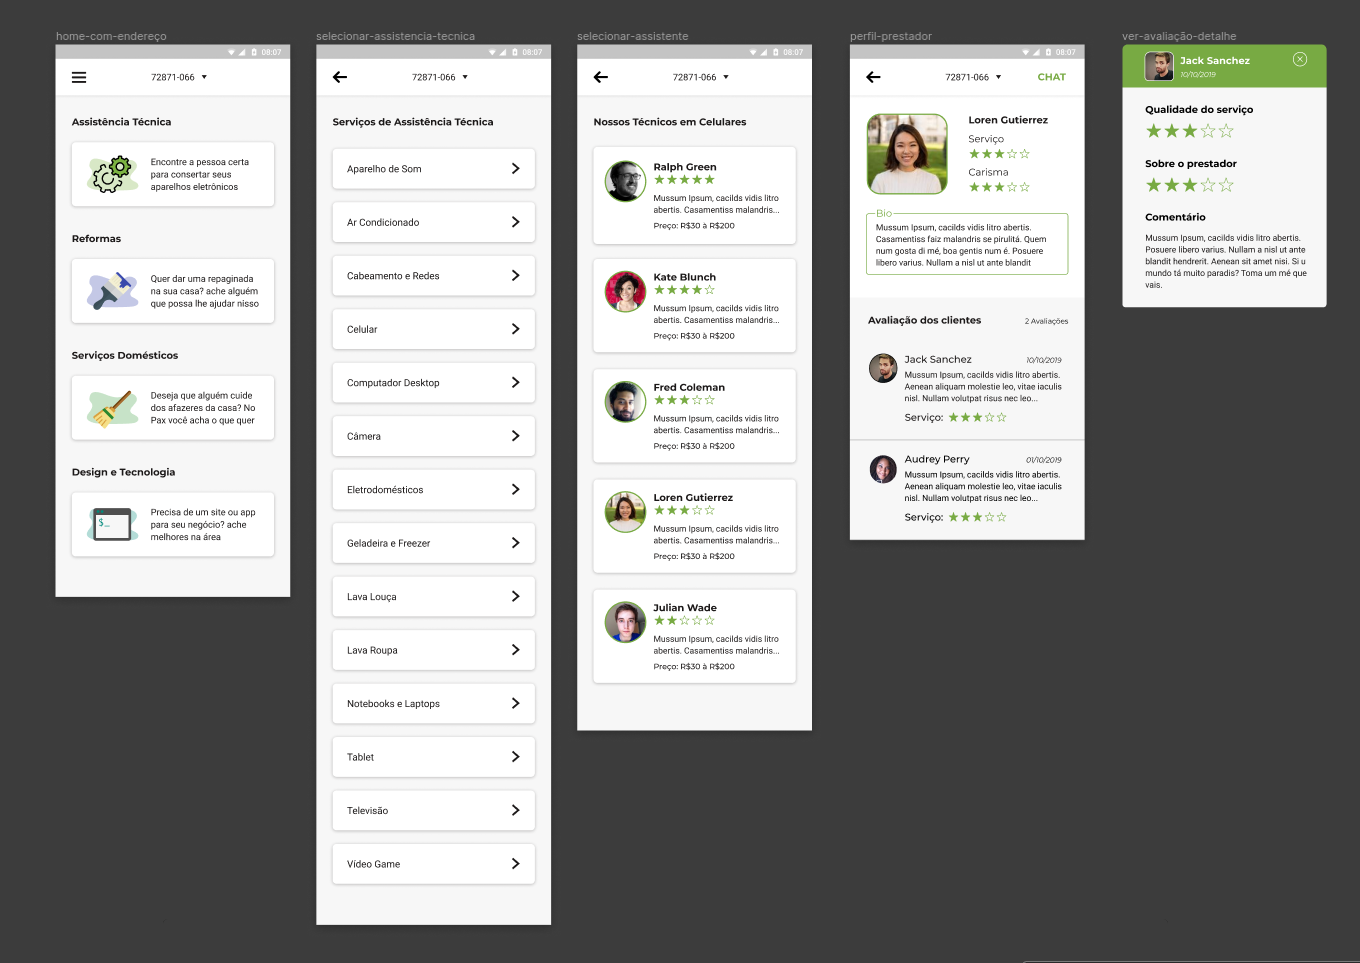 home-com-endereço
08:07
72871-066
Assistência Técnica
Encontre a pessoa certa
para consertar seus
aparelhos eletrônicos
Reformas
Quer dar uma repaginada
na sua casa? ache alguém
que possa lhe ajudar nisso
Serviços Domésticos
Deseja que alguém cuide
dos afazeres da casa? No
Pax você acha o que quer
Design e Tecnologia
$_
Precisa de um site ou app
para seu negócio? ache
melhores na área
selecionar-assistencia-tecnica
08:07
72871-066
Serviços de Assistência Técnica
Aparelho de Som
Ar Condicionado
Cabeamento e Redes
Celular
Computador Desktop
Câmera
Eletrodomésticos
Geladeira e Freezer
Lava Louça
Lava Roupa
Notebooks e Laptops
Tablet
Televisão
Vídeo Game
selecionar-assistente
08:07
72871-066
Nossos Técnicos em Celulares
Ralph Green
Mussum Ipsum, cacilds vidis litro
abertis. Casamentiss malandris...
Preço: R$30 à R$200
Kate Blunch
Mussum Ipsum, cacilds vidis litro
abertis. Casamentiss malandris...
Preço: R$30 à R$200
Fred Coleman
Mussum Ipsum, cacilds vidis litro
abertis. Casamentiss malandris...
Preço: R$30 à R$200
Loren Gutierrez
Mussum Ipsum, cacilds vidis litro
abertis. Casamentiss malandris...
Preço: R$30 à R$200
Julian Wade
Mussum Ipsum, cacilds vidis litro
abertis. Casamentiss malandris...
Preço: R$30 à R$200
perfil-prestador
08:07
72871-066
CHAT
Loren Gutierrez
Serviço
Carisma
Bio
Mussum Ipsum, cacilds vidis litro abertis.
Casamentiss faiz malandris se pirulitá. Quem
num gosta di mé, boa gentis num é. Posuere
libero varius. Nullam a nisl ut ante blandit
Avaliação dos clientes
2 Avaliações
Jack Sanchez
10/10/2019
Mussum Ipsum, cacilds vidis litro abertis.
Aenean aliquam molestie leo, vitae iaculis
nisl. Nullam volutpat risus nec leo...
Serviço:
Audrey Perry
01/10/2019
Mussum Ipsum, cacilds vidis litro abertis.
Aenean aliquam molestie leo, vitae iaculis
nisl. Nullam volutpat risus nec leo...
Serviço:
ver-avaliação-detalhe
Jack Sanchez
10/10/2019
Qualidade do serviço
Sobre o prestador
Comentário
Mussum Ipsum, cacilds vidis litro abertis.
Posuere libero varius. Nullam a nisl ut ante
blandit hendrerit. Aenean sit amet nisi. Si u
mundo tá muito paradis? Toma um mé que
vais.